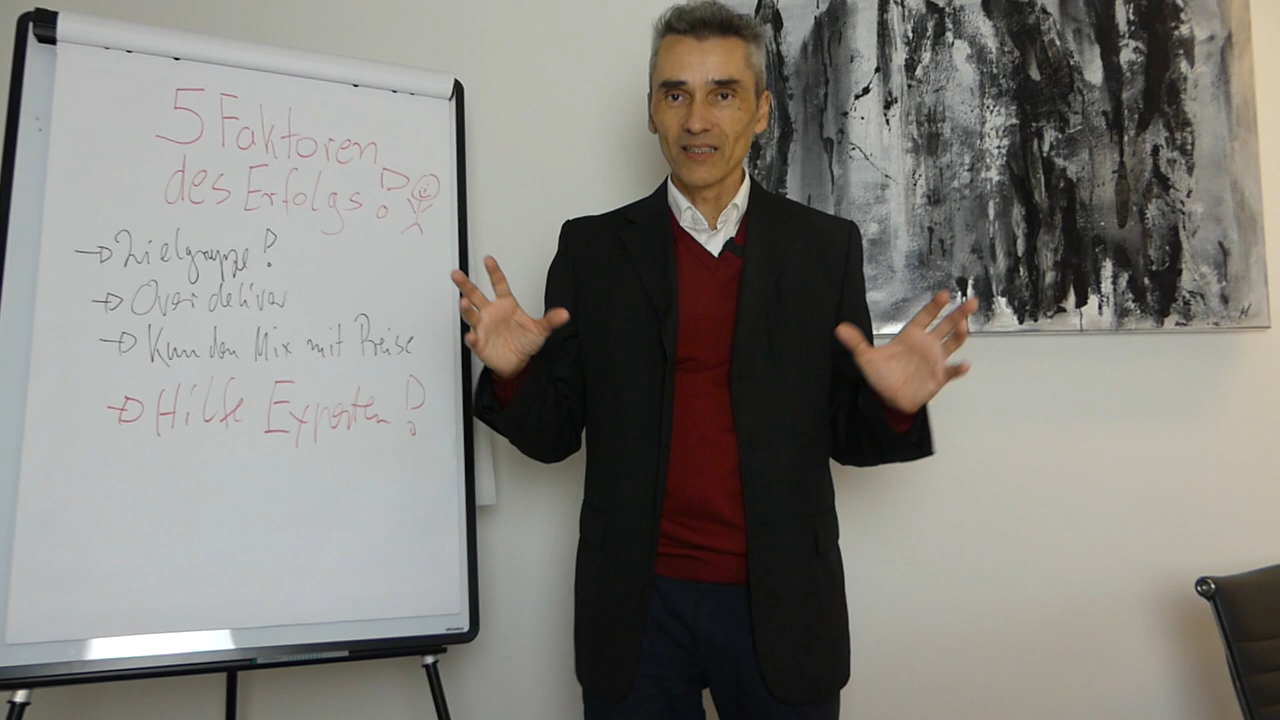 5 Faktoren
des Erfolgs!
→ Zielgruppe!
→ Over deliver
→ Kunden Mix mit Preise
→ Hilfe Experten!